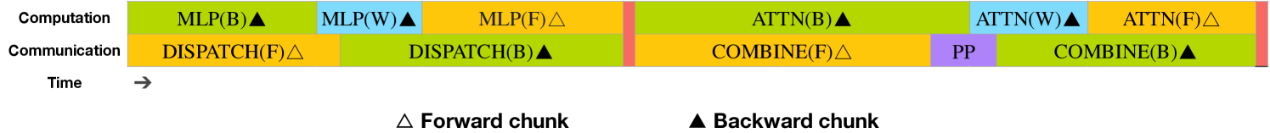 Computation MLP(B)▲ MLP(W)▲ MLP(F)△ ATTN(B)▲ ATTN(W)▲ ATTN(F)△
Communication DISPATCH(F)△ DISPATCH(B)▲ COMBINE(F)△ PP COMBINE(B)▲
Time →
△ Forward chunk ▲ Backward chunk